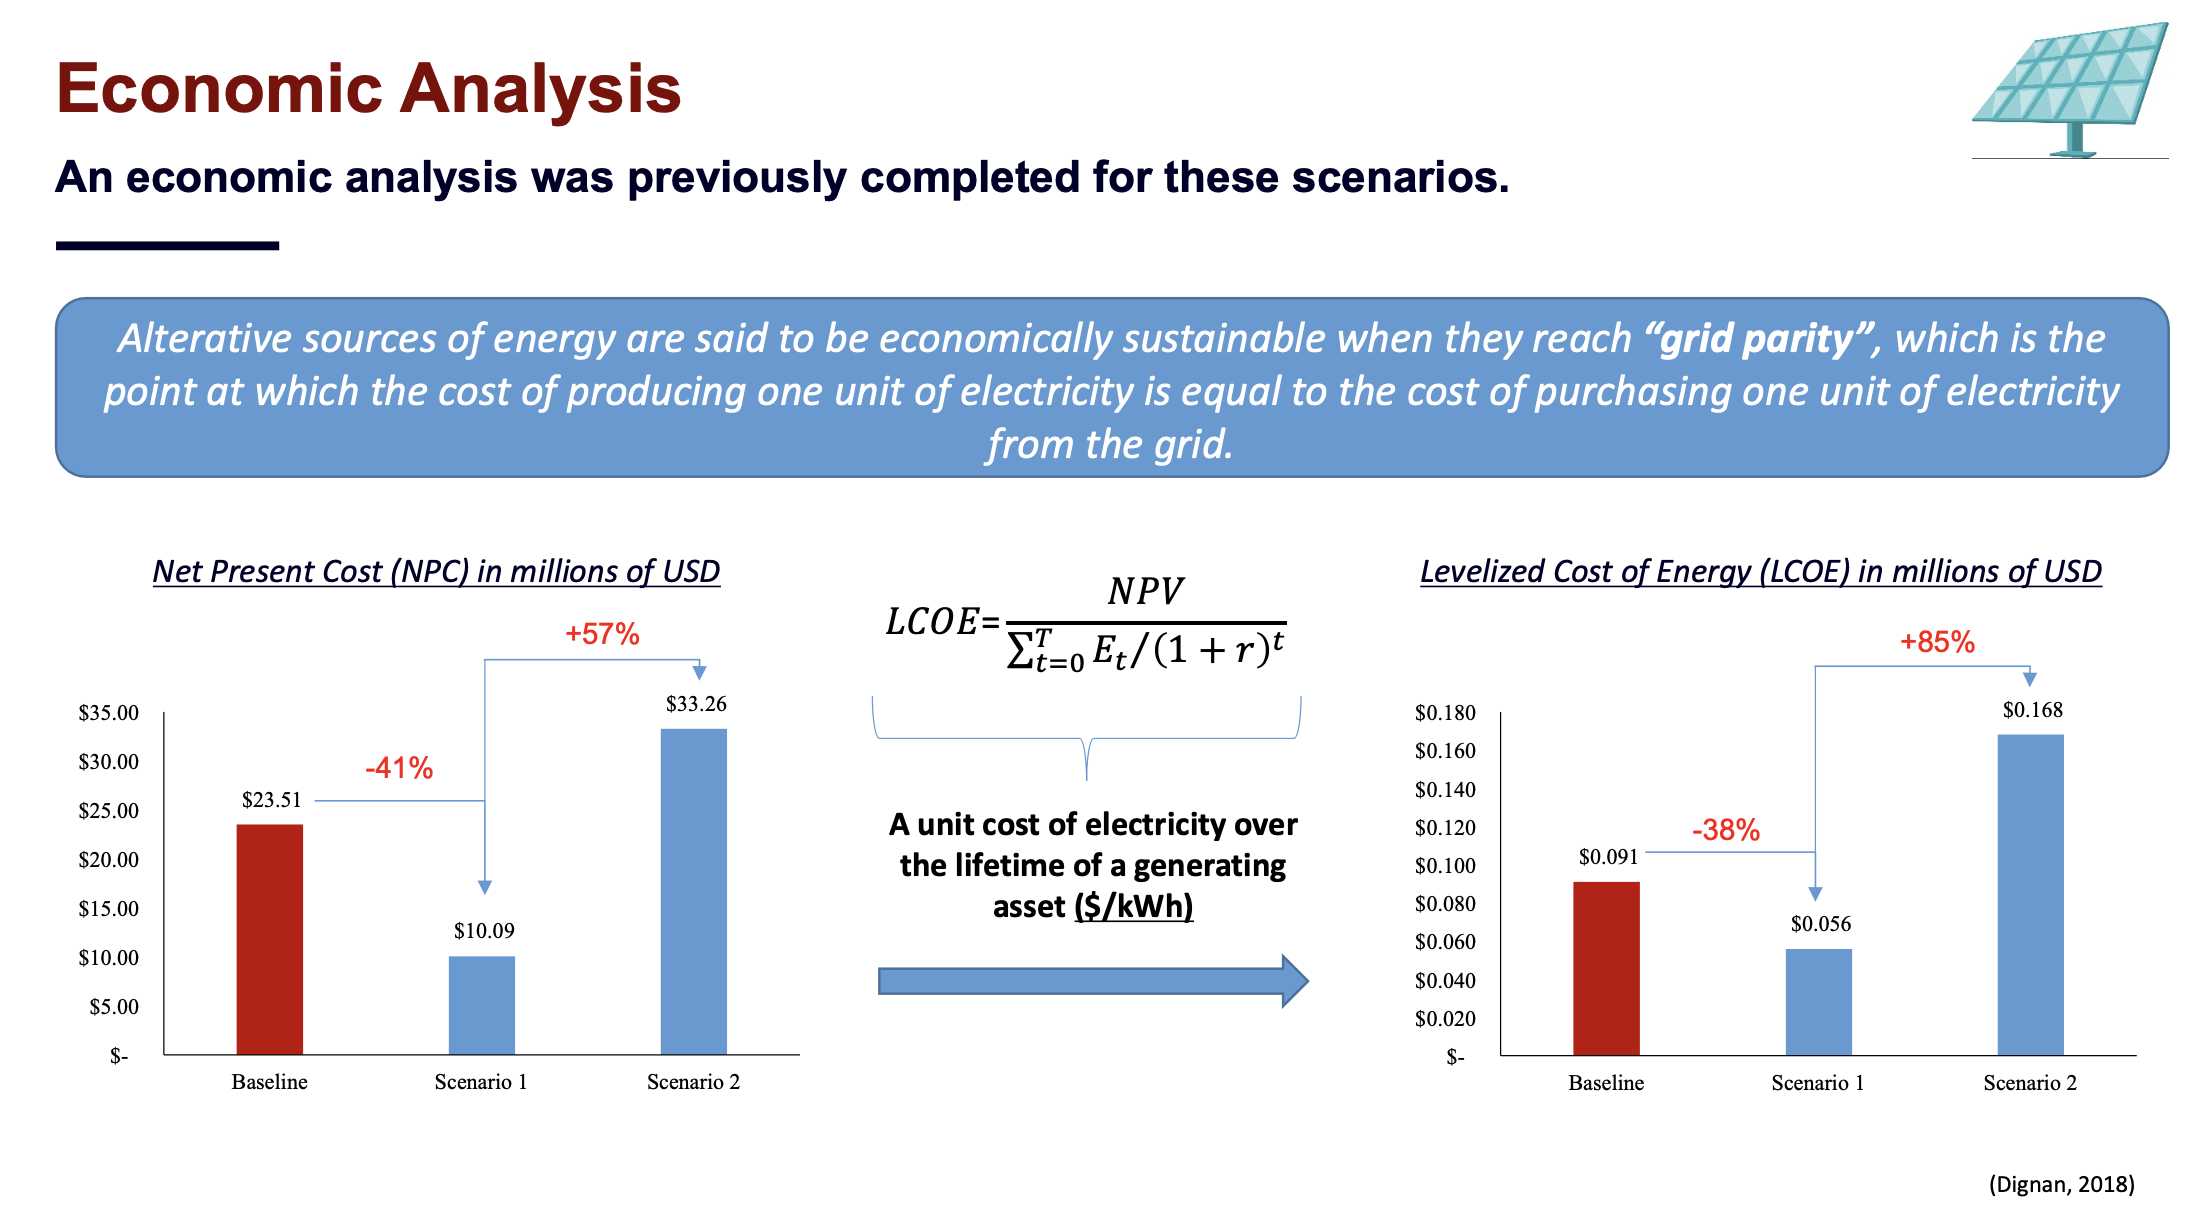 Economic Analysis
An economic analysis was previously completed for these scenarios.
Alterative sources of energy are said to be economically sustainable when they reach “grid parity”, which is the
point at which the cost of producing one unit of electricity is equal to the cost of purchasing one unit of electricity
from the grid.
Net Present Cost (NPC) in millions of USD
+57%
$33.26
-41%
$23.51
$10.09
$35.00
$30.00
$25.00
$20.00
$15.00
$10.00
$5.00
$-
Baseline Scenario 1 Scenario 2
LCOE= NPV / ∑ᵀₜ₌₀ Eₜ/(1 + r)ᵗ
A unit cost of electricity over
the lifetime of a generating
asset ($/kWh)
Levelized Cost of Energy (LCOE) in millions of USD
+85%
$0.168
-38%
$0.091
$0.056
$0.180
$0.160
$0.140
$0.120
$0.100
$0.080
$0.060
$0.040
$0.020
$-
Baseline Scenario 1 Scenario 2
(Dignan, 2018)